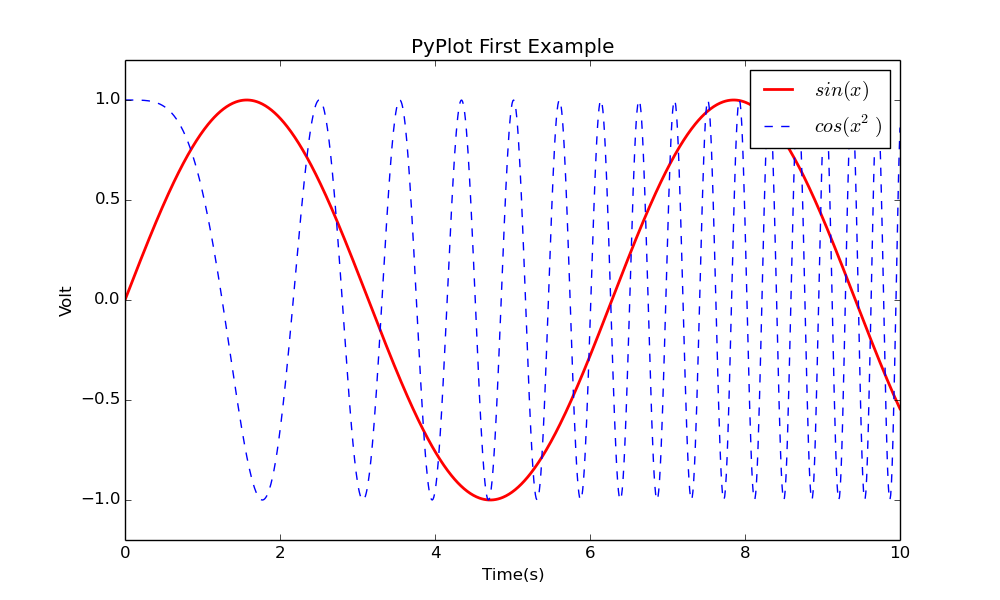 PyPlot First Example
sin(x)
cos(x²)
Volt
1.0
0.5
0.0
−0.5
−1.0
0 2 4 6 8 10
Time(s)